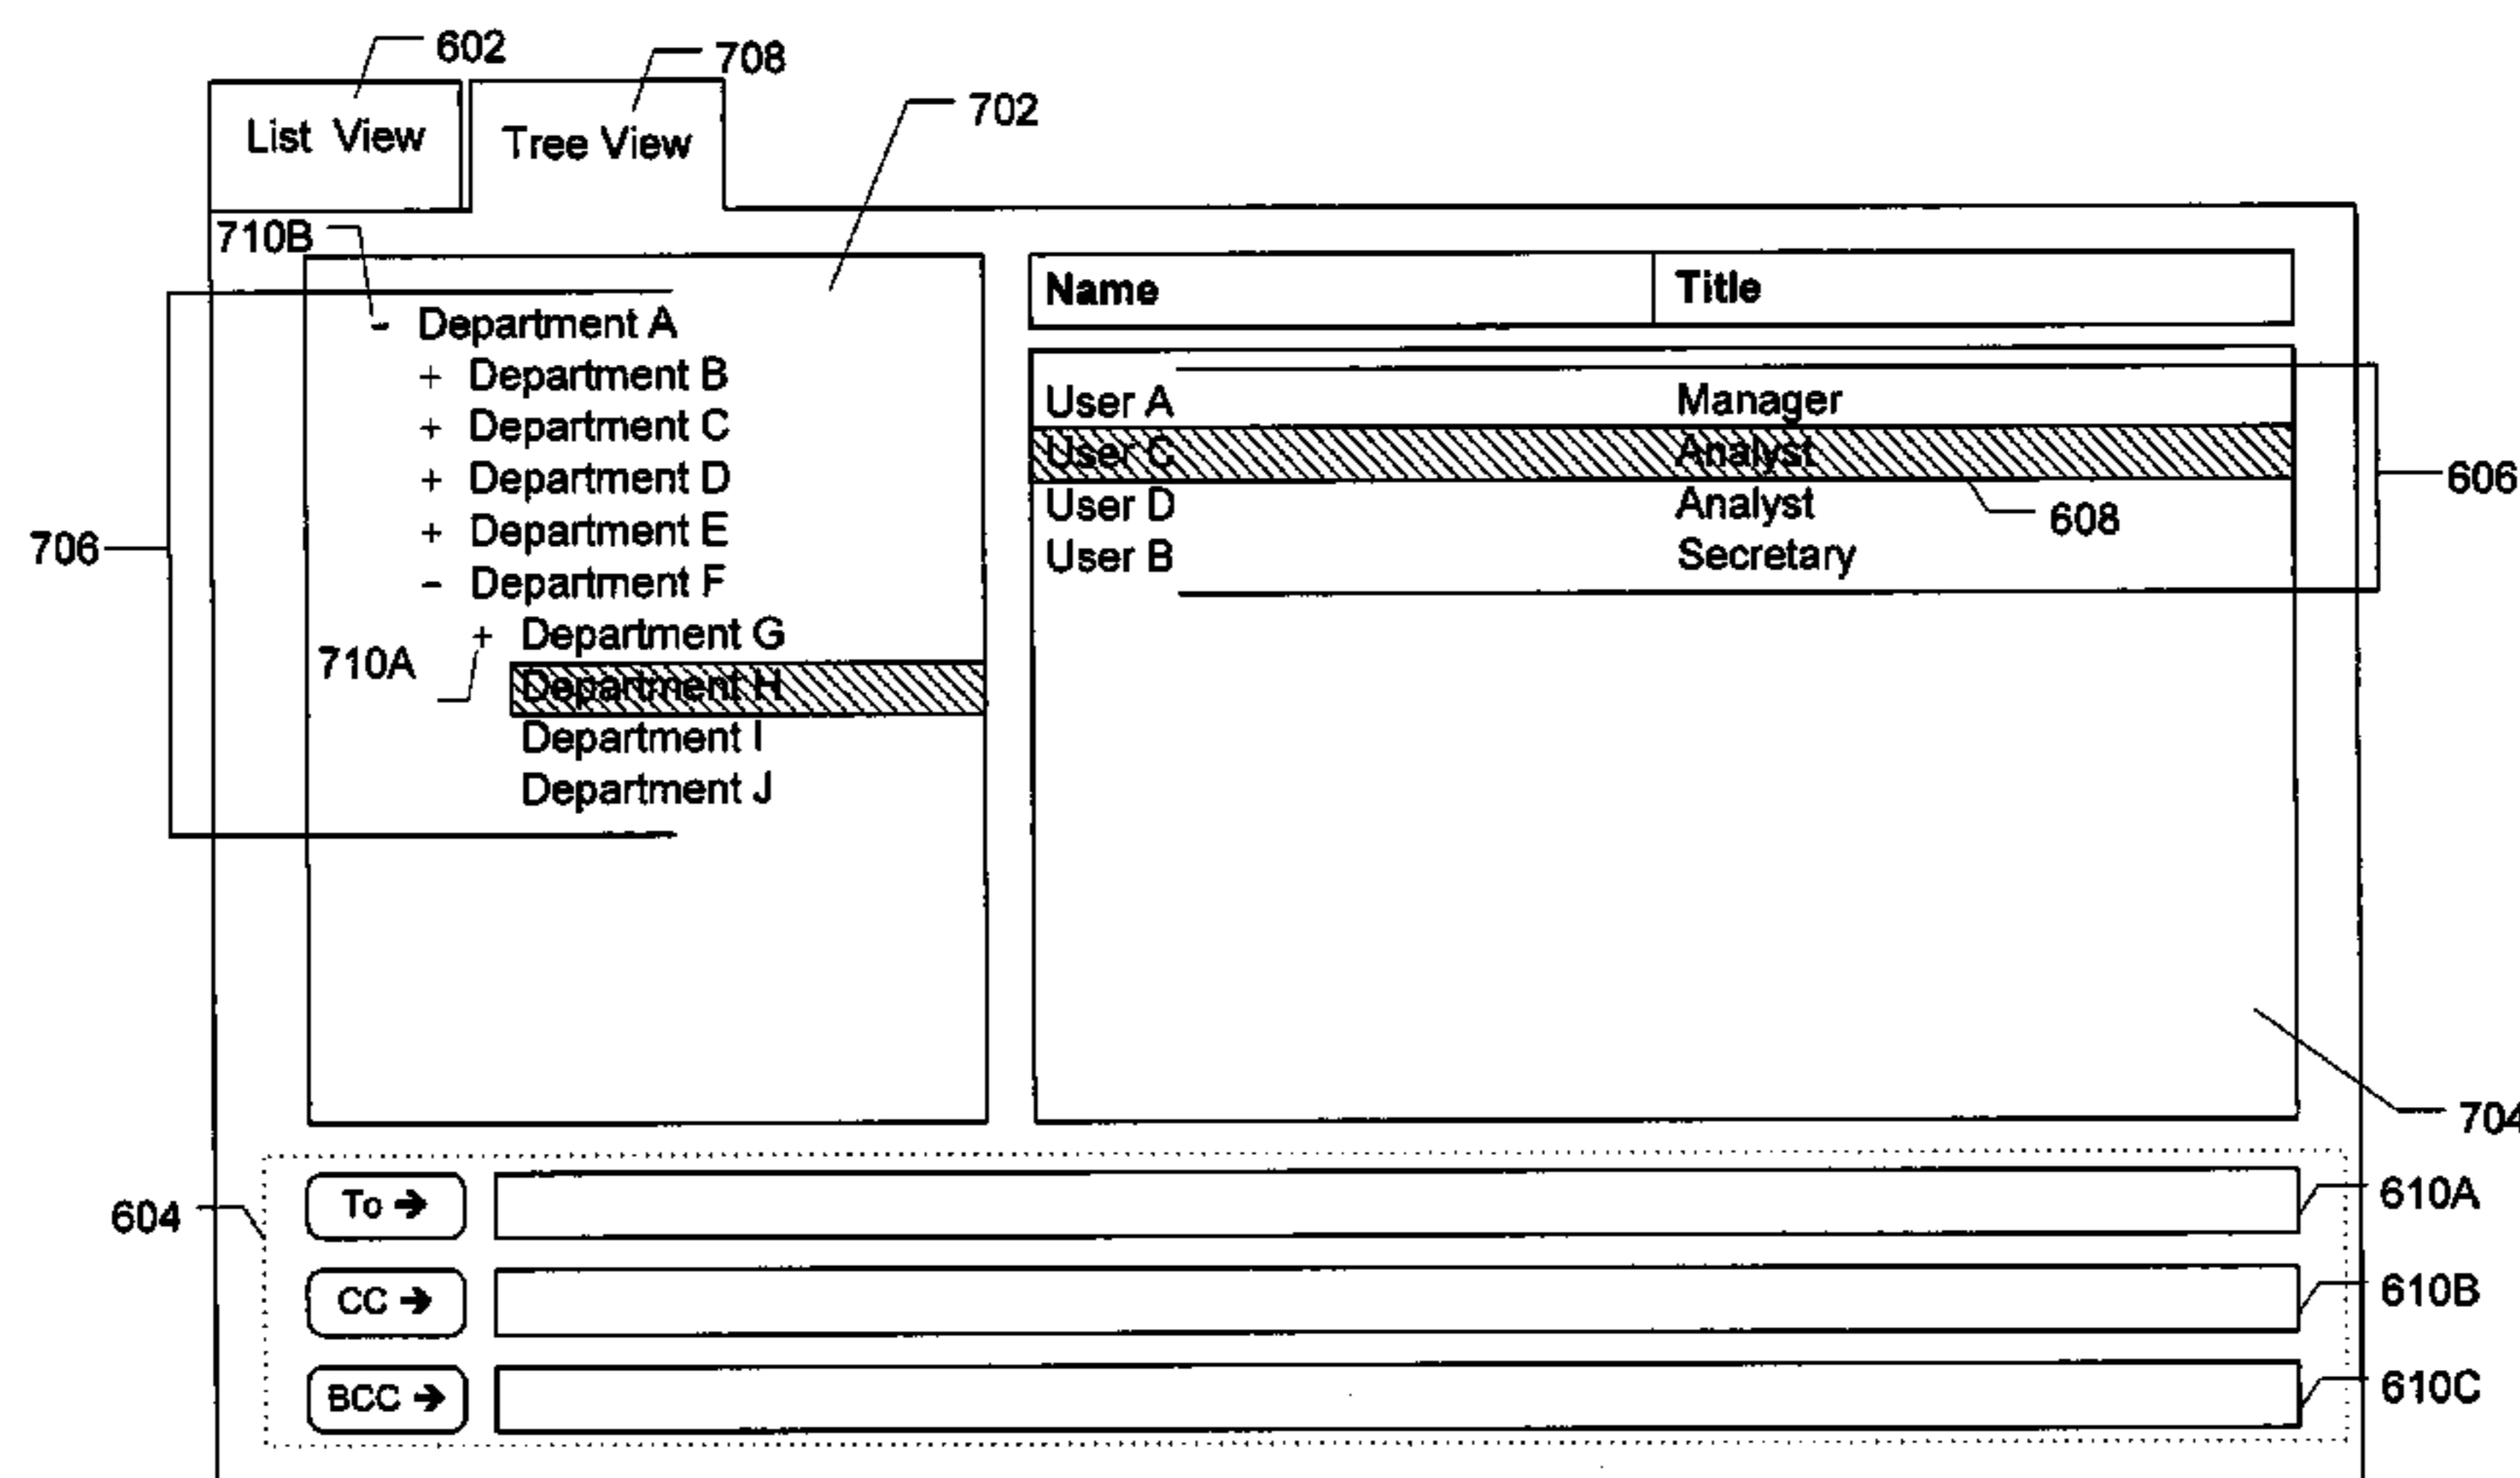 602
708
702
List View
Tree View
710B
Name Title
- Department A
+ Department B
+ Department C
+ Department D
+ Department E
- Department F
+ Department G
Department H
Department I
Department J
706
710A
User A Manager
User C Analyst
User D Analyst
User B Secretary
606
608
704
604
To ➔
CC ➔
BCC ➔
610A
610B
610C